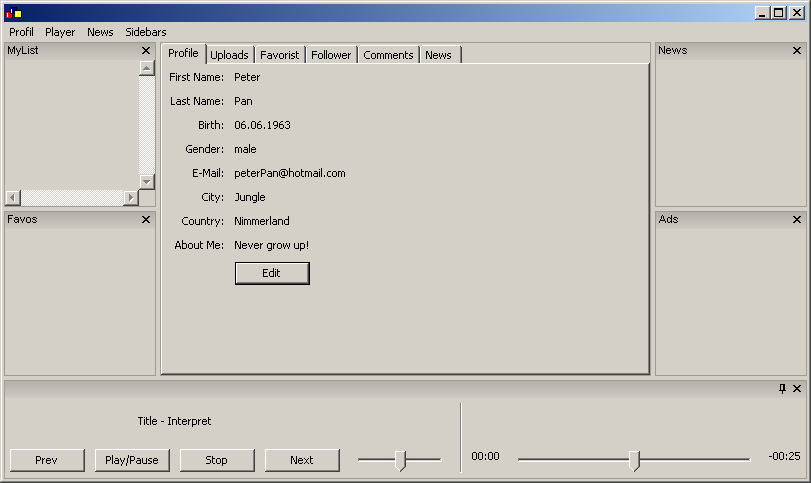 Profil Player News Sidebars
MyList
Profile Uploads Favorist Follower Comments News
News
First Name: Peter
Last Name: Pan
Birth: 06.06.1963
Gender: male
E-Mail: peterPan@hotmail.com
City: Jungle
Country: Nimmerland
About Me: Never grow up!
Edit
Favos
Ads
Title - Interpret
Prev Play/Pause Stop Next
00:00 -00:25